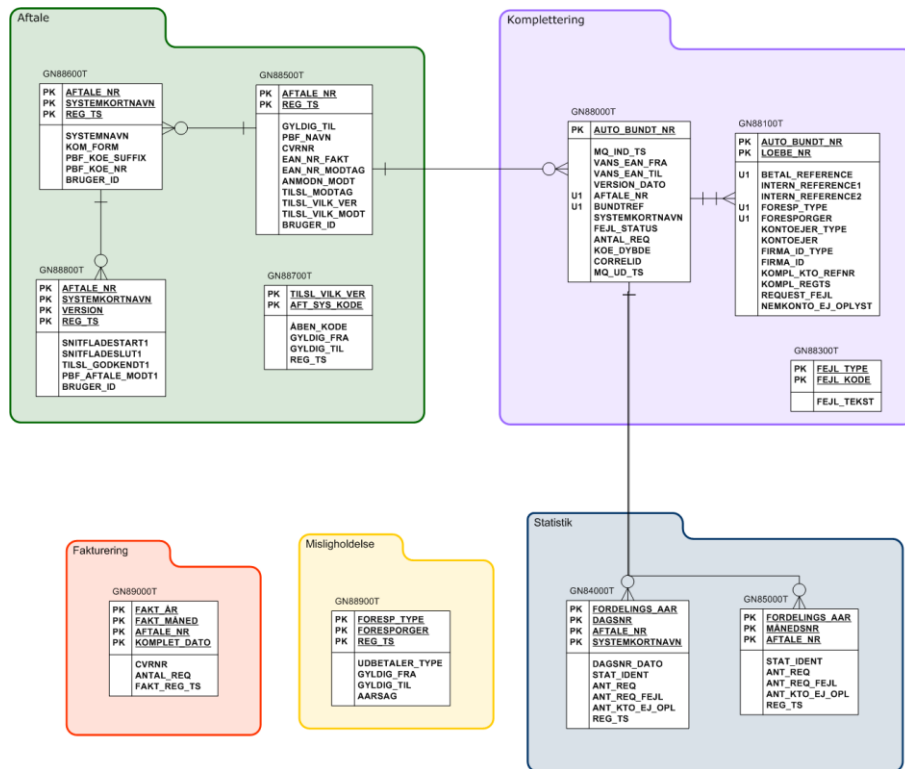 Aftale
GN88600T
PK AFTALE_NR
PK SYSTEMKORTNAVN
PK REG_TS
SYSTEMNAVN
KOM_FORM
PBF_KOE_SUFFIX
PBF_KOE_NR
BRUGER_ID
GN88500T
PK AFTALE_NR
PK REG_TS
GYLDIG_TIL
PBF_NAVN
CVRNR
EAN_NR_FAKT
EAN_NR_MODTAG
ANMODN_MODT
TILSL_MODTAG
TILSL_VILK_VER
TILSL_VILK_MODT
BRUGER_ID
GN88800T
PK AFTALE_NR
PK SYSTEMKORTNAVN
PK VERSION
PK REG_TS
SNITFLADESTART1
SNITFLADESLUT1
TILSL_GODKENDT1
PBF_AFTALE_MODT1
BRUGER_ID
GN88700T
PK TILSL_VILK_VER
PK AFT_SYS_KODE
ÅBEN_KODE
GYLDIG_FRA
GYLDIG_TIL
REG_TS
Komplettering
GN88000T
PK AUTO_BUNDT_NR
MQ_IND_TS
VANS_EAN_FRA
VANS_EAN_TIL
VERSION_DATO
U1 AFTALE_NR
U1 BUNDTREF
SYSTEMKORTNAVN
FEJL_STATUS
ANTAL_REQ
KOE_DYBDE
CORRELID
MQ_UD_TS
GN88100T
PK AUTO_BUNDT_NR
PK LOEBE_NR
U1 BETAL_REFERENCE
INTERN_REFERENCE1
INTERN_REFERENCE2
U1 FORESP_TYPE
U1 FORESPORGER
KONTOEJER_TYPE
KONTOEJER
FIRMA_ID_TYPE
FIRMA_ID
KOMPL_KTO_REFNR
KOMPL_REGTS
REQUEST_FEJL
NEMKONTO_EJ_OPLYST
GN88300T
PK FEJL_TYPE
PK FEJL_KODE
FEJL_TEKST
Fakturering
GN89000T
PK FAKT_ÅR
PK FAKT_MÅNED
PK AFTALE_NR
PK KOMPLET_DATO
CVRNR
ANTAL_REQ
FAKT_REG_TS
Misligholdelse
GN88900T
PK FORESP_TYPE
PK FORESPORGER
PK REG_TS
UDBETALER_TYPE
GYLDIG_FRA
GYLDIG_TIL
AARSAG
Statistik
GN84000T
PK FORDELINGS_AAR
PK DAGSNR
PK AFTALE_NR
PK SYSTEMKORTNAVN
DAGSNR_DATO
STAT_IDENT
ANT_REQ
ANT_REQ_FEJL
ANT_KTO_EJ_OPL
REG_TS
GN85000T
PK FORDELINGS_AAR
PK MÅNEDSNR
PK AFTALE_NR
STAT_IDENT
ANT_REQ
ANT_REQ_FEJL
ANT_KTO_EJ_OPL
REG_TS